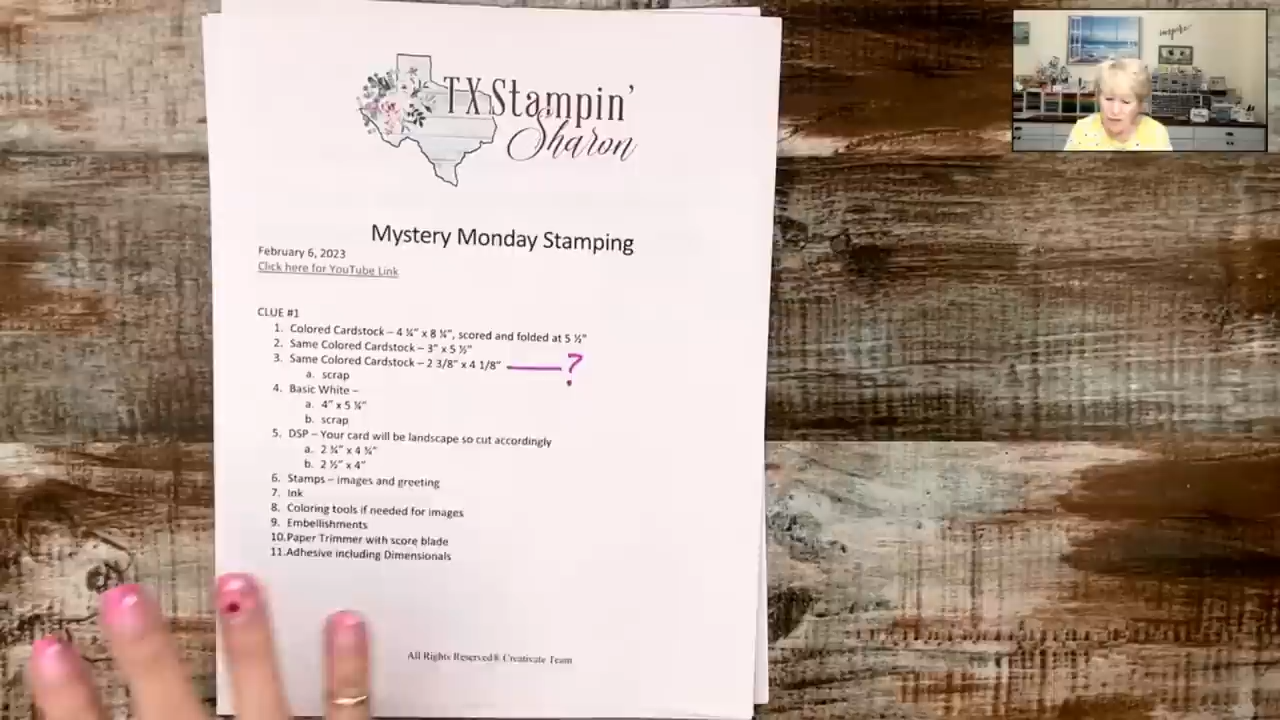 inspire
TX Stampin'
Sharon
Mystery Monday Stamping
February 6, 2023
Click here for YouTube Link
CLUE #1
1. Colored Cardstock – 4 ¼" x 8 ¼", scored and folded at 5 ½"
2. Same Colored Cardstock – 3" x 5 ½"
3. Same Colored Cardstock – 2 3/8" x 4 1/8" ?
a. scrap
4. Basic White –
a. 4" x 5 ¼"
b. scrap
5. DSP – Your card will be landscape so cut accordingly
a. 2 ¾" x 4 ¾"
b. 2 ½" x 4"
6. Stamps – images and greeting
7. Ink
8. Coloring tools if needed for images
9. Embellishments
10.Paper Trimmer with score blade
11.Adhesive including Dimensionals
All Rights Reserved® Creativate Team